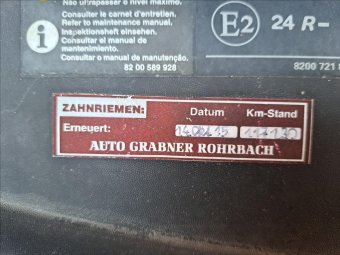 Não ultrapassar o nível máximo.
Consulter le carnet d'entretien.
Refer to maintenance manual.
Inspektionsheft einsehen.
Consultar el manual de
mantenimiento.
Consultar o manual de manutenção.
82 00 589 928
i
E2
24 R-
8200 721 8
ZAHNRIEMEN:
Datum
Km-Stand
Erneuert:
AUTO GRABNER ROHRBACH